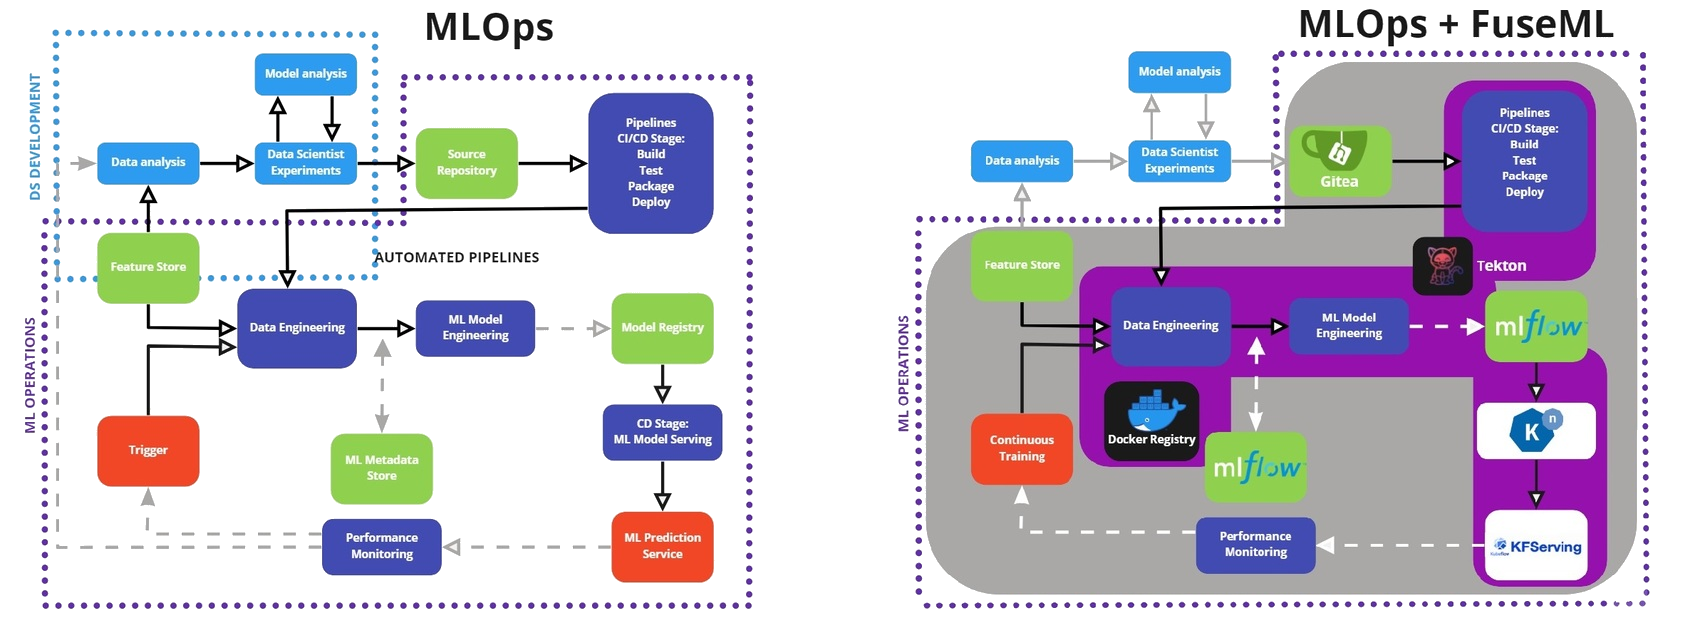 MLOps
DS DEVELOPMENT
Model analysis
Data analysis
Data Scientist
Experiments
Source
Repository
Pipelines
CI/CD Stage:
Build
Test
Package
Deploy
Feature Store
AUTOMATED PIPELINES
ML OPERATIONS
Data Engineering
ML Model
Engineering
Model Registry
Trigger
ML Metadata
Store
CD Stage:
ML Model Serving
Performance
Monitoring
ML Prediction
Service
MLOps + FuseML
Model analysis
Data analysis
Data Scientist
Experiments
Gitea
Pipelines
CI/CD Stage:
Build
Test
Package
Deploy
Feature Store
Tekton
ML OPERATIONS
Data Engineering
ML Model
Engineering
mlflow
Continuous
Training
Docker Registry
mlflow
K
n
Performance
Monitoring
Kubeflow
KFServing